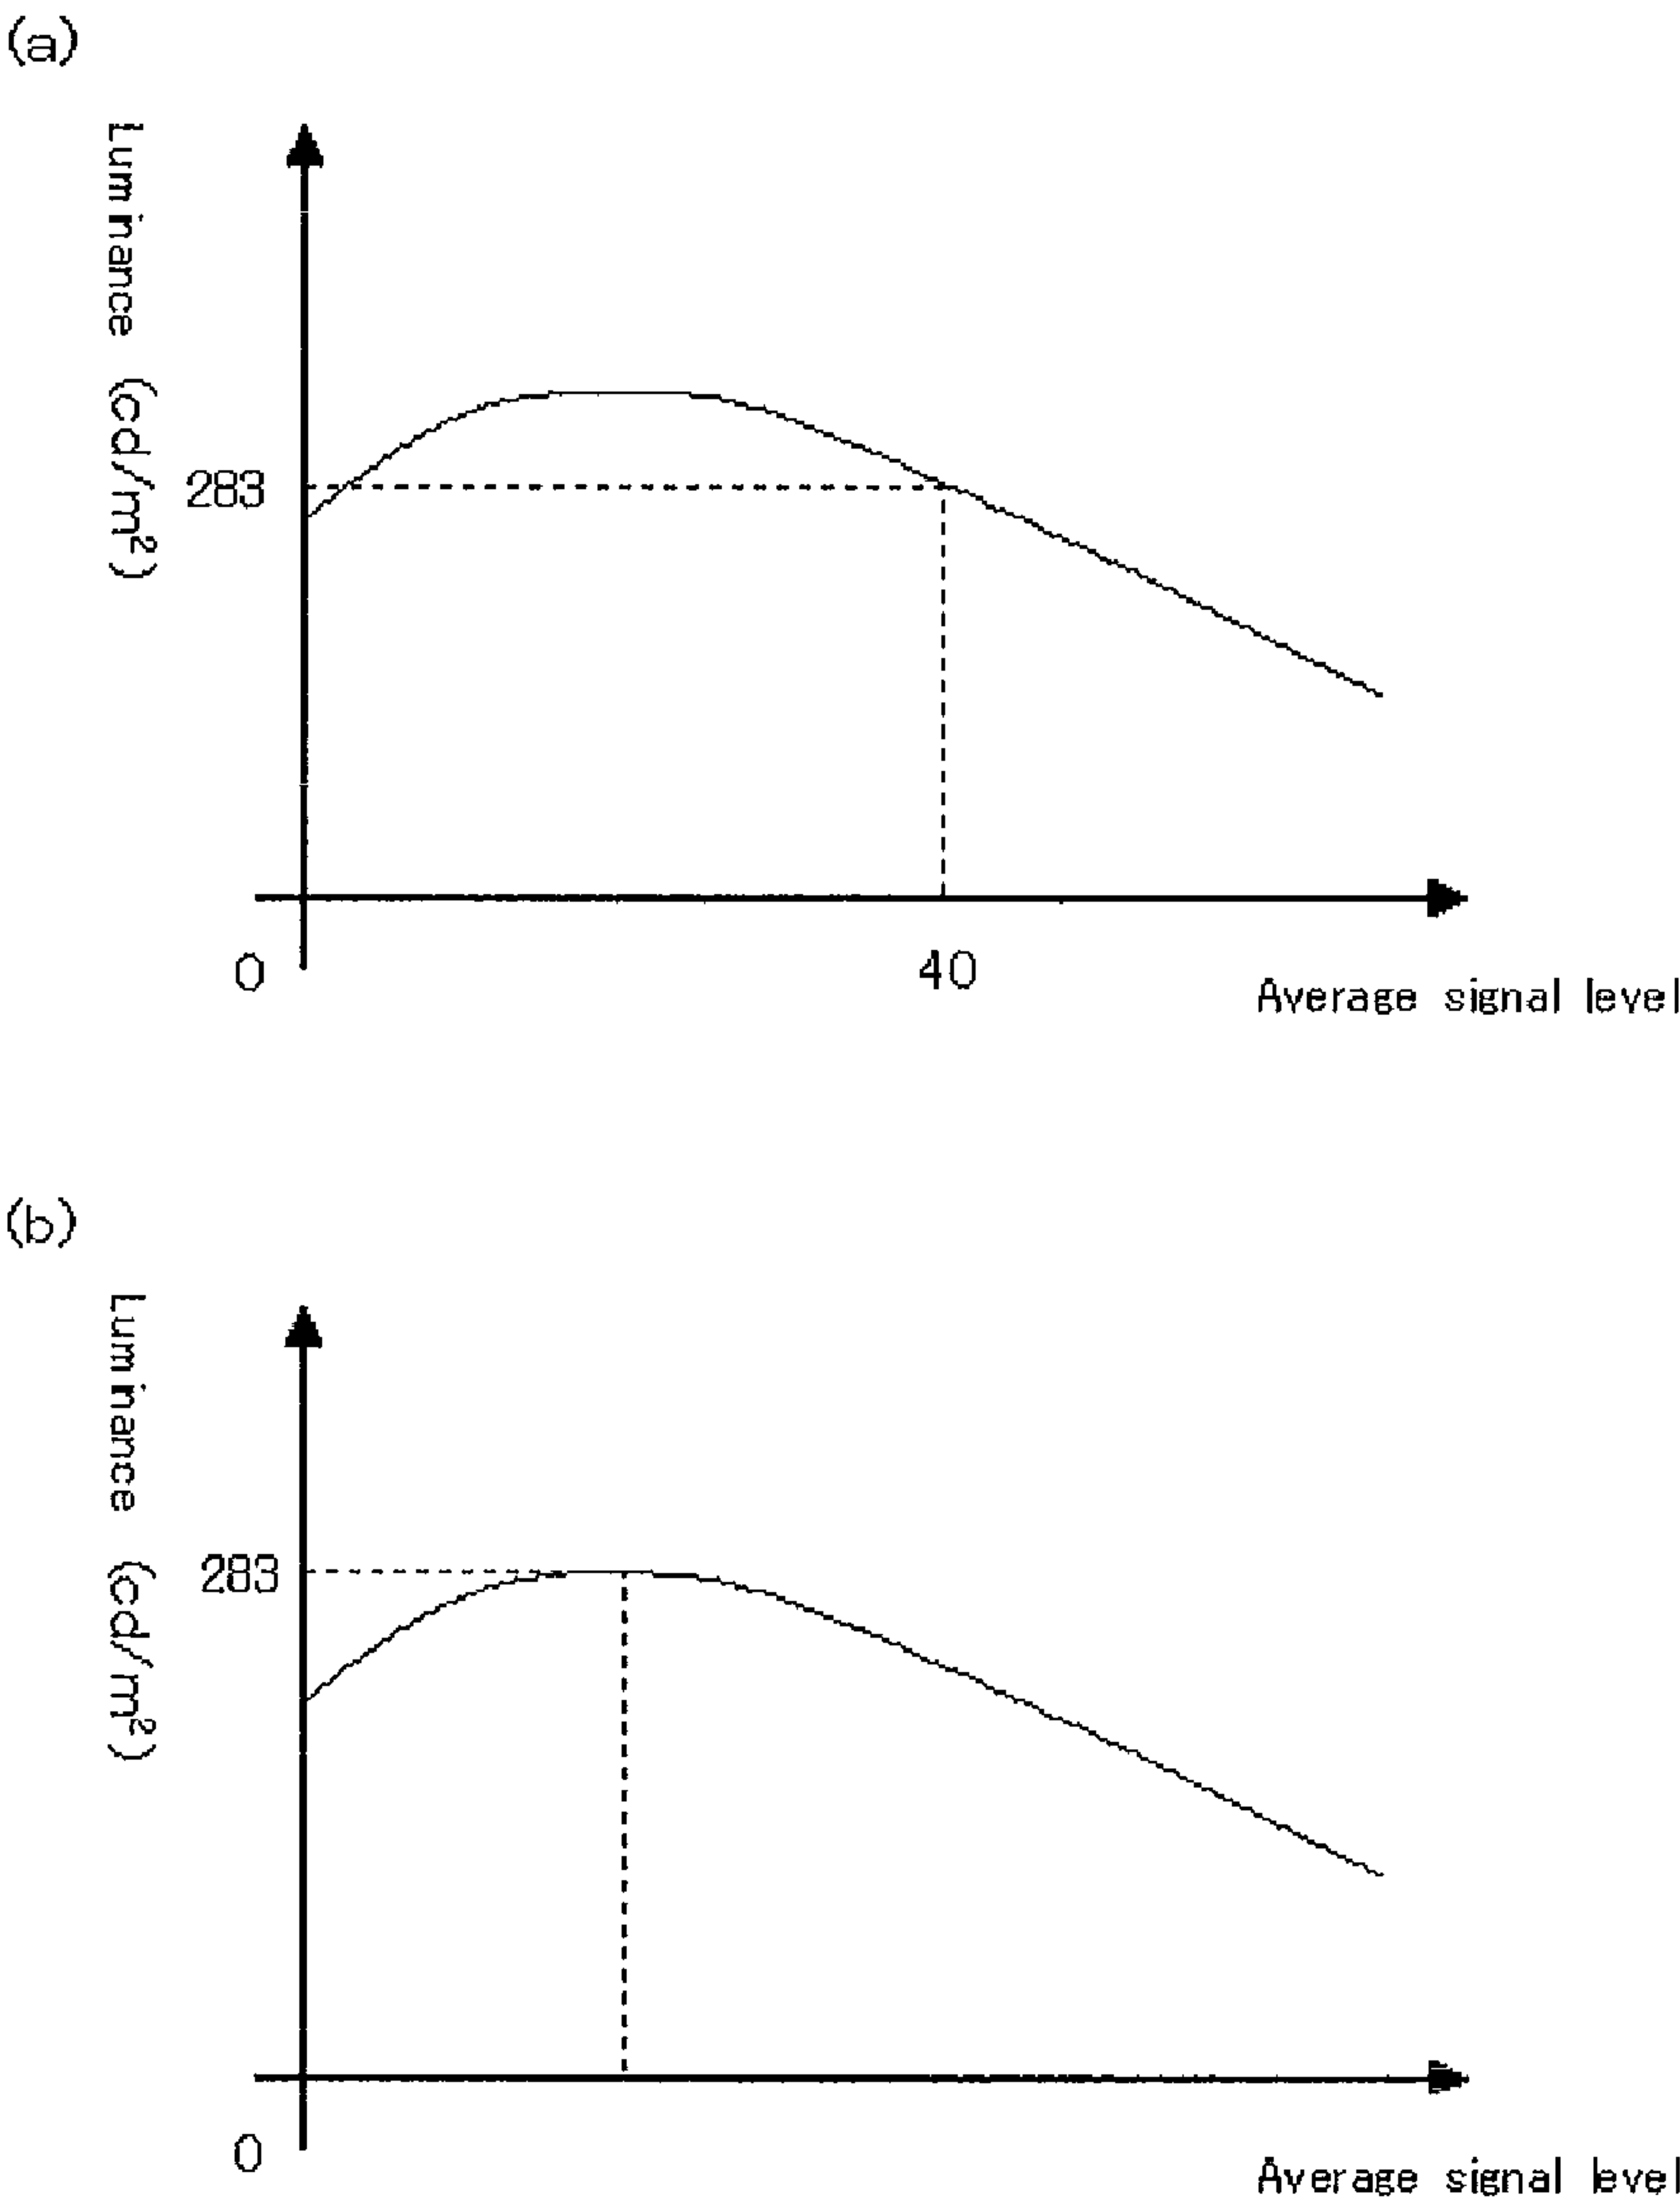 (a)
Luminance (cd/m²)
283
0
40
Average signal level
(b)
Luminance (cd/m²)
283
0
Average signal level